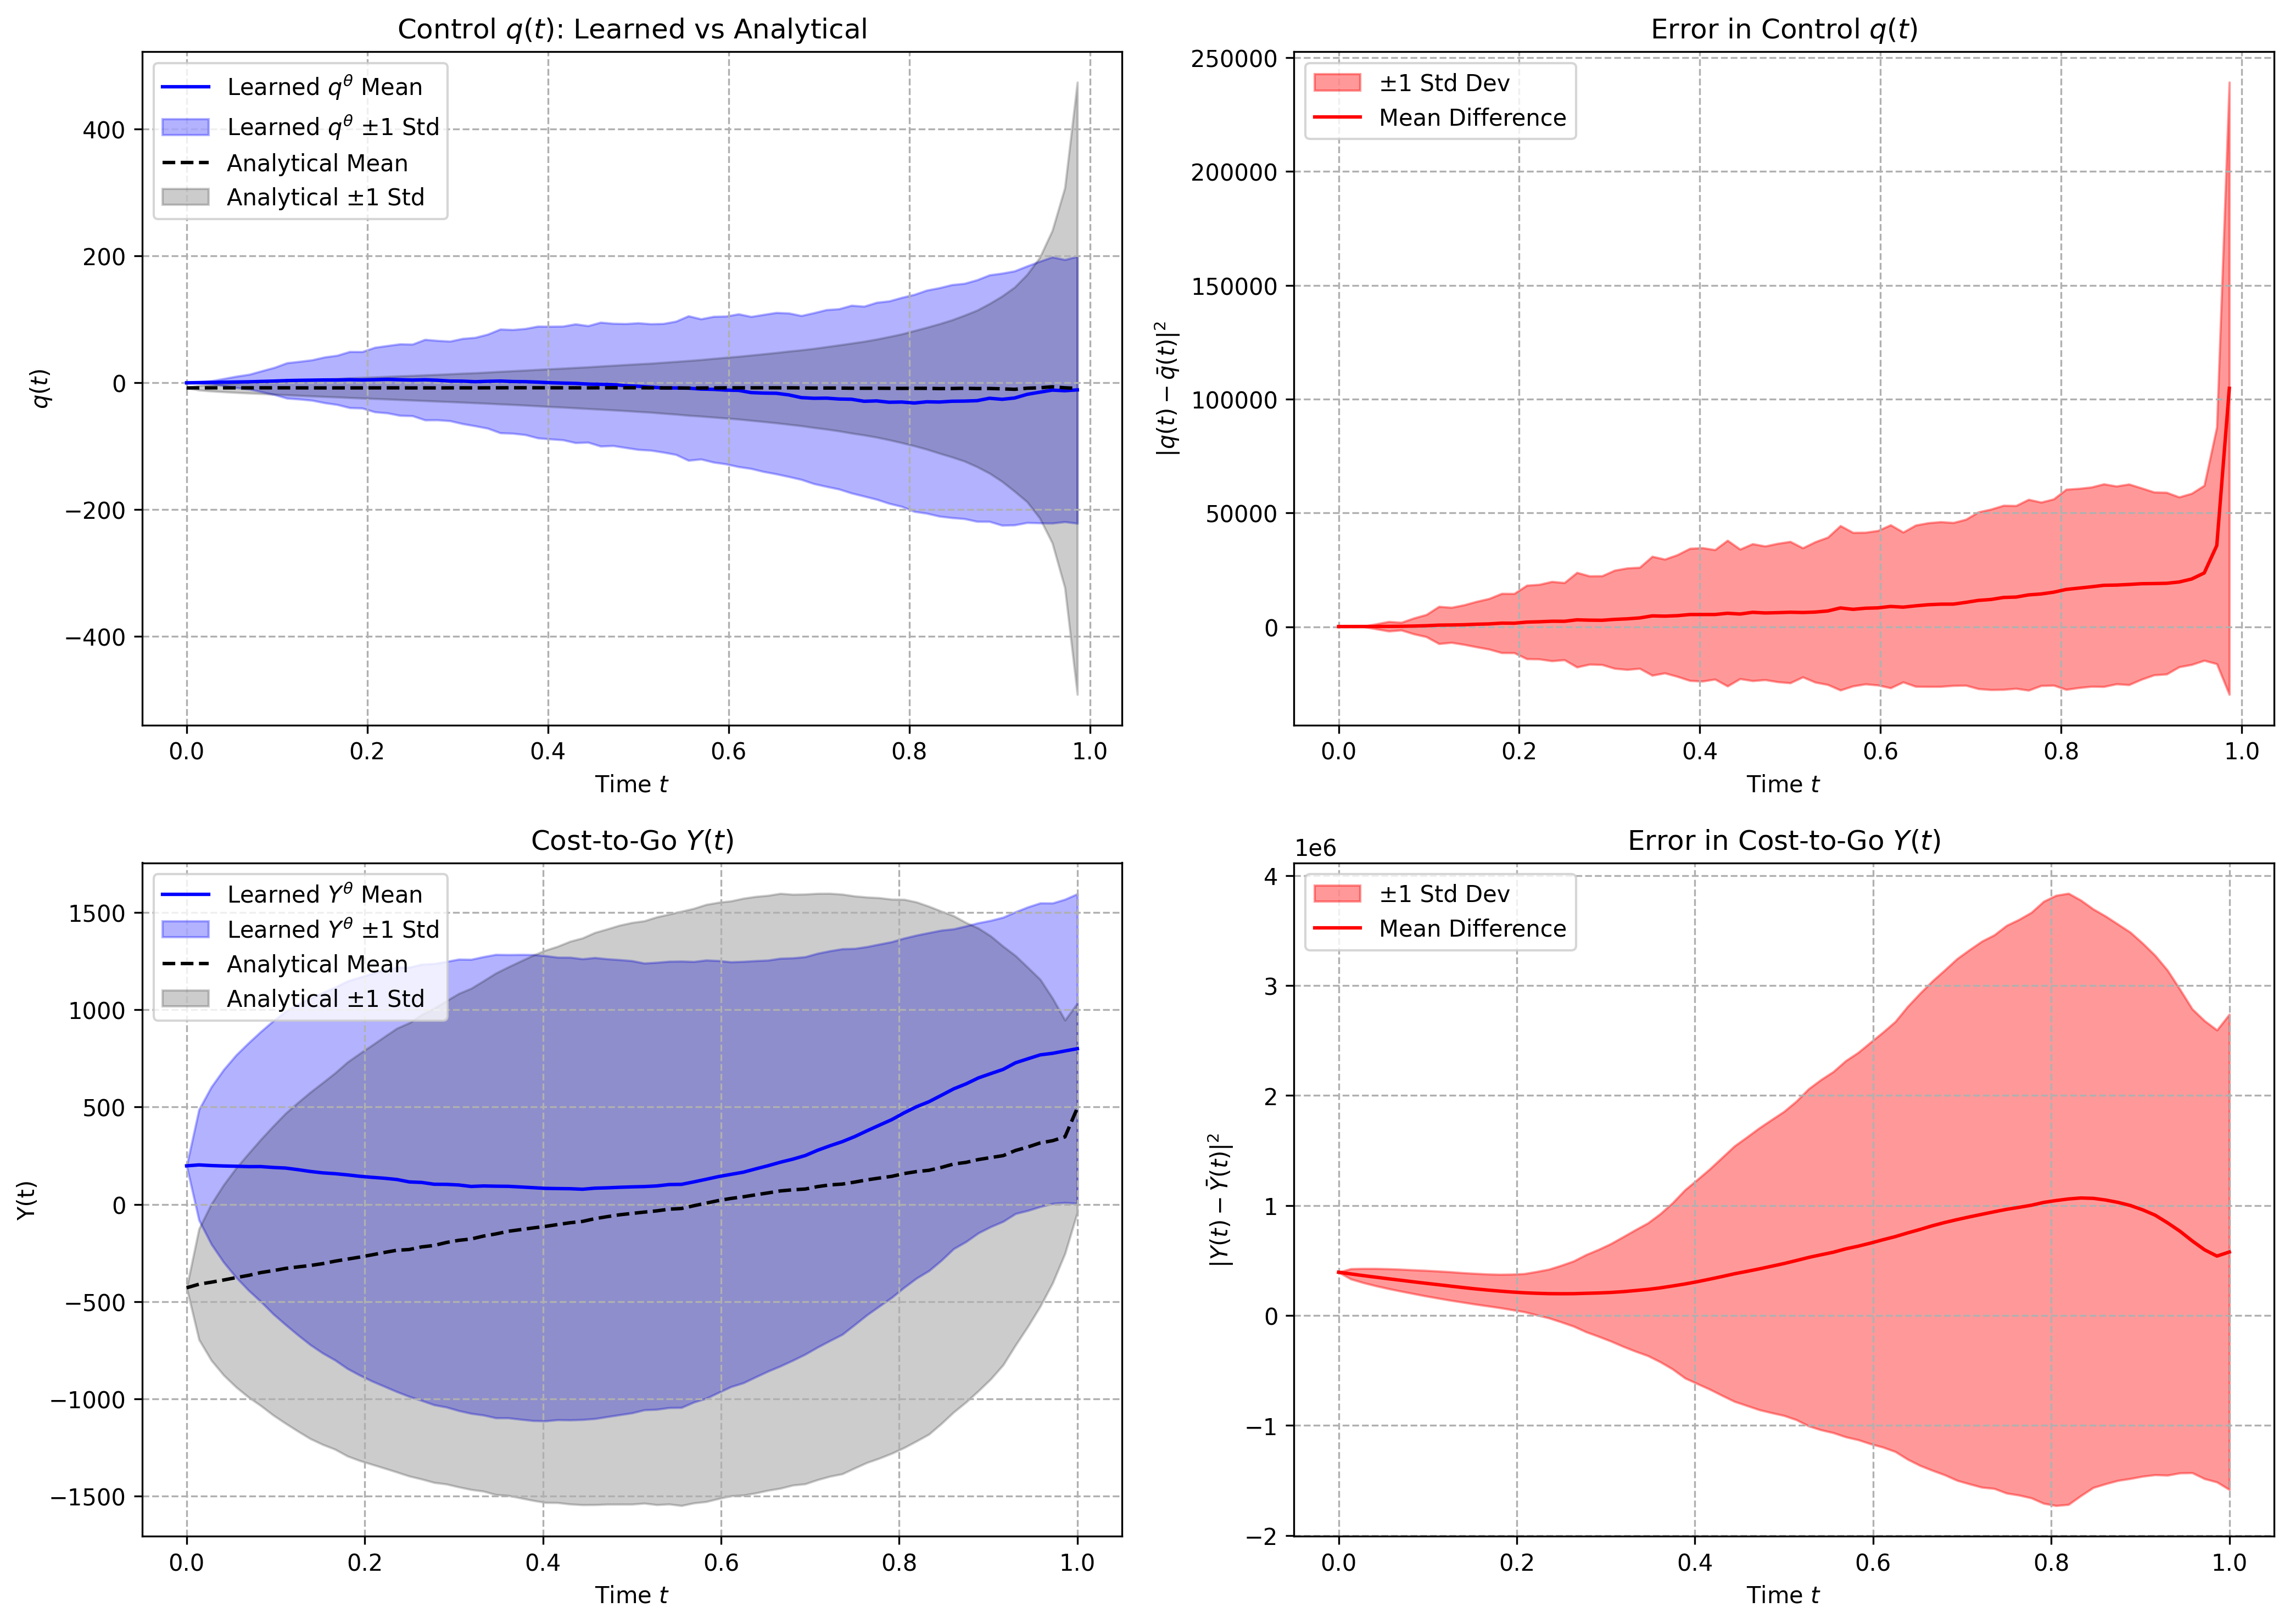 Control q(t): Learned vs Analytical
Learned q^θ Mean
Learned q^θ ±1 Std
Analytical Mean
Analytical ±1 Std
q(t)
400
200
0
−200
−400
0.0 0.2 0.4 0.6 0.8 1.0
Time t
Error in Control q(t)
±1 Std Dev
Mean Difference
|q(t) − q̄(t)|²
250000
200000
150000
100000
50000
0
0.0 0.2 0.4 0.6 0.8 1.0
Time t
Cost-to-Go Y(t)
Learned Y^θ Mean
Learned Y^θ ±1 Std
Analytical Mean
Analytical ±1 Std
Y(t)
1500
1000
500
0
−500
−1000
−1500
0.0 0.2 0.4 0.6 0.8 1.0
Time t
Error in Cost-to-Go Y(t)
1e6
±1 Std Dev
Mean Difference
|Y(t) − Ȳ(t)|²
4
3
2
1
0
−1
−2
0.0 0.2 0.4 0.6 0.8 1.0
Time t